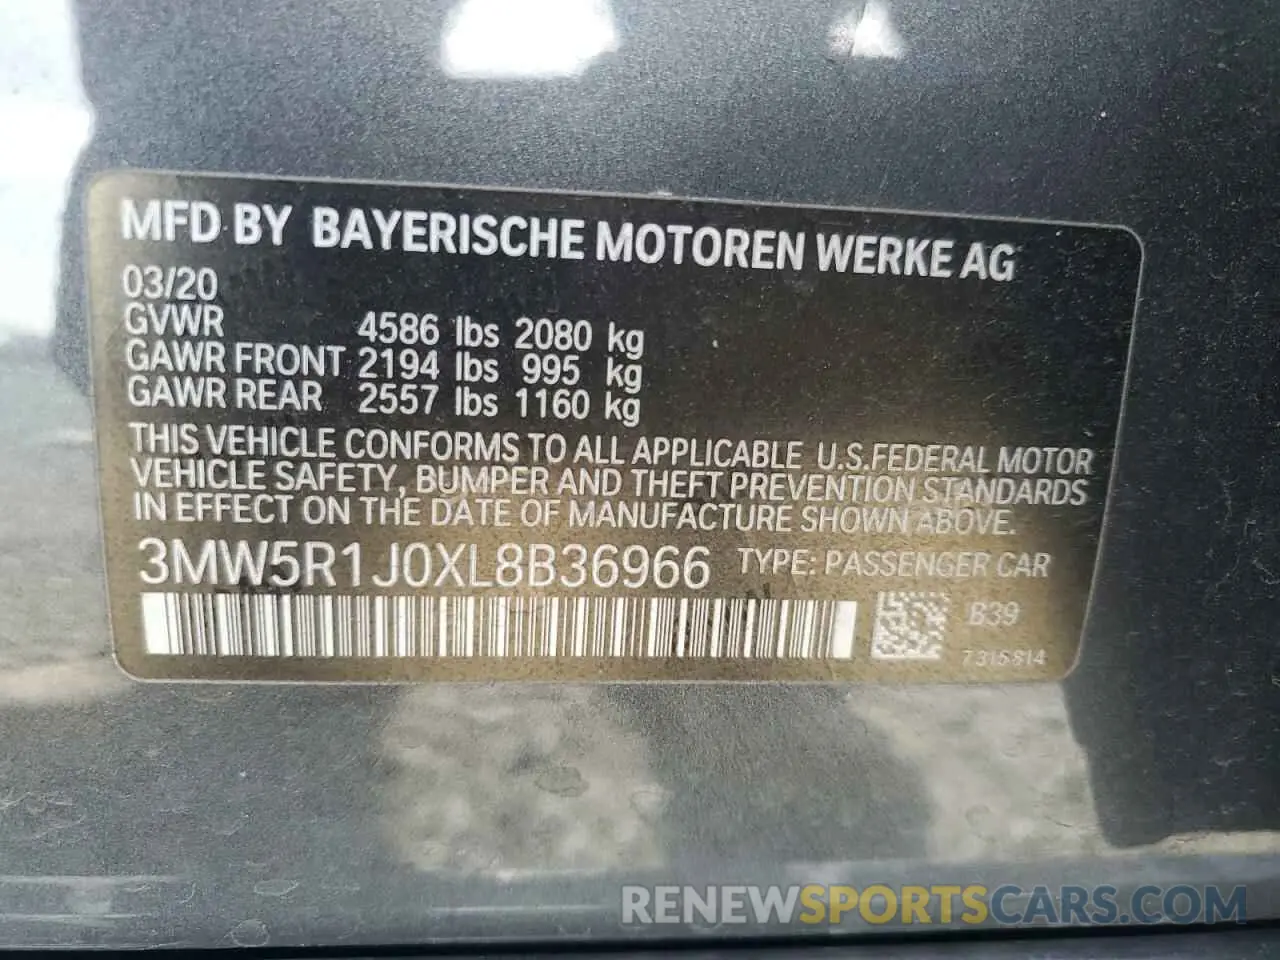 MFD BY BAYERISCHE MOTOREN WERKE AG
03/20
GVWR 4586 lbs 2080 kg
GAWR FRONT 2194 lbs 995 kg
GAWR REAR 2557 lbs 1160 kg
THIS VEHICLE CONFORMS TO ALL APPLICABLE U.S.FEDERAL MOTOR
VEHICLE SAFETY, BUMPER AND THEFT PREVENTION STANDARDS
IN EFFECT ON THE DATE OF MANUFACTURE SHOWN ABOVE.
3MW5R1J0XL8B36966 TYPE: PASSENGER CAR
B39
7315814
RENEWSPORTSCARS.COM